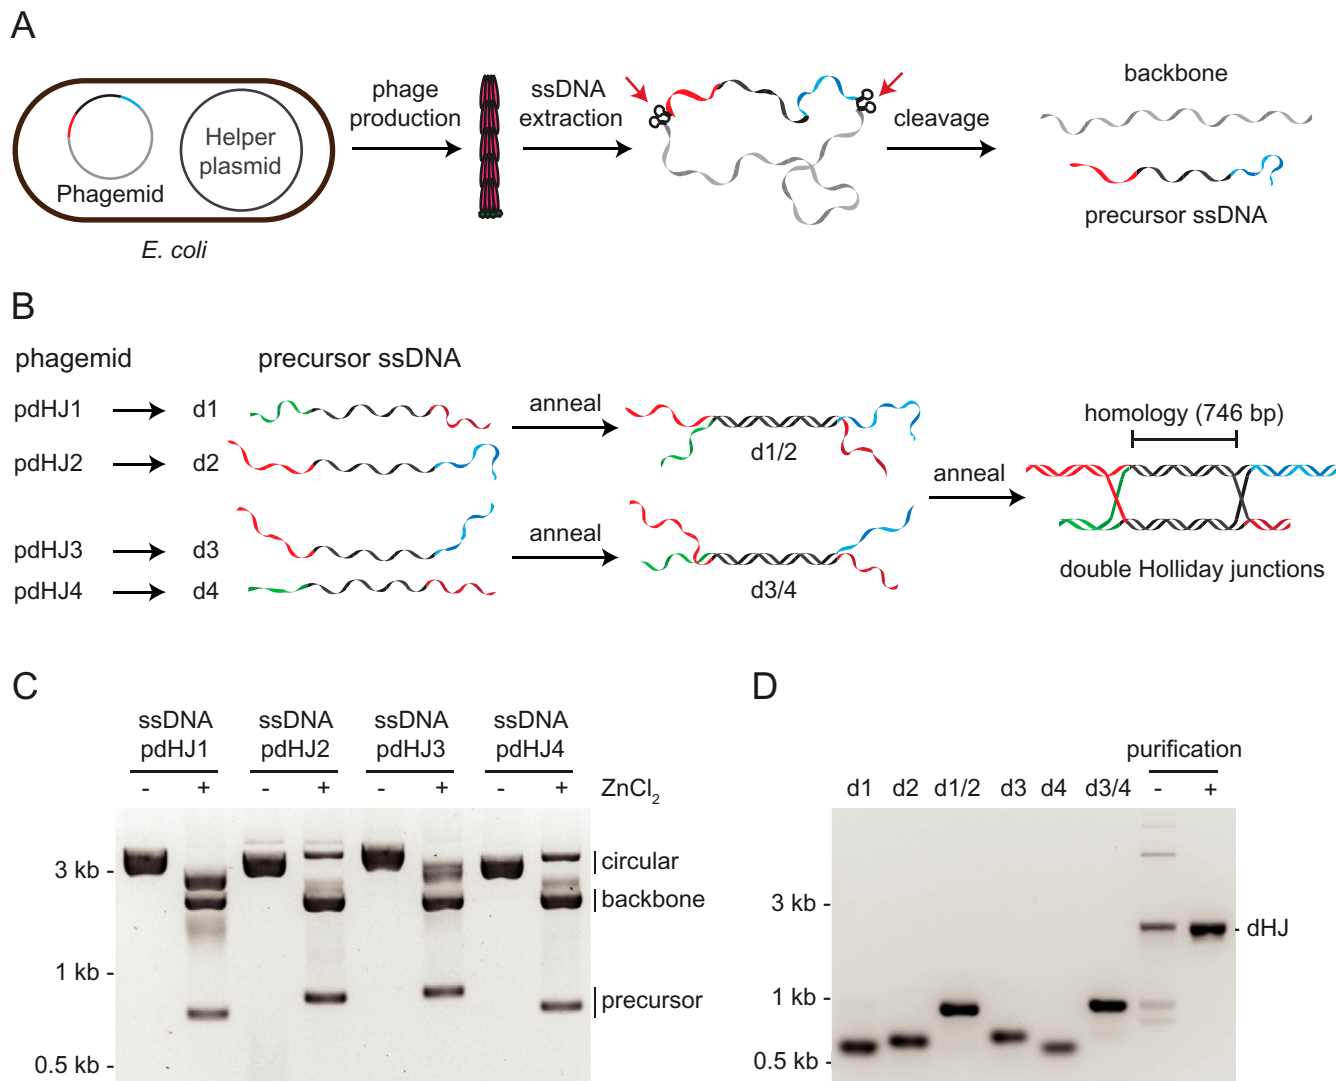 A
Phagemid
Helper
plasmid
E. coli
phage
production
ssDNA
extraction
cleavage
backbone
precursor ssDNA
B
phagemid
precursor ssDNA
pdHJ1
d1
pdHJ2
d2
pdHJ3
d3
pdHJ4
d4
anneal
anneal
d1/2
d3/4
anneal
homology (746 bp)
double Holliday junctions
C
ssDNA
pdHJ1
ssDNA
pdHJ2
ssDNA
pdHJ3
ssDNA
pdHJ4
- + - + - + - + ZnCl2
3 kb -
1 kb -
0.5 kb -
circular
backbone
precursor
D
purification
d1 d2 d1/2 d3 d4 d3/4 - +
3 kb -
1 kb -
0.5 kb -
- dHJ